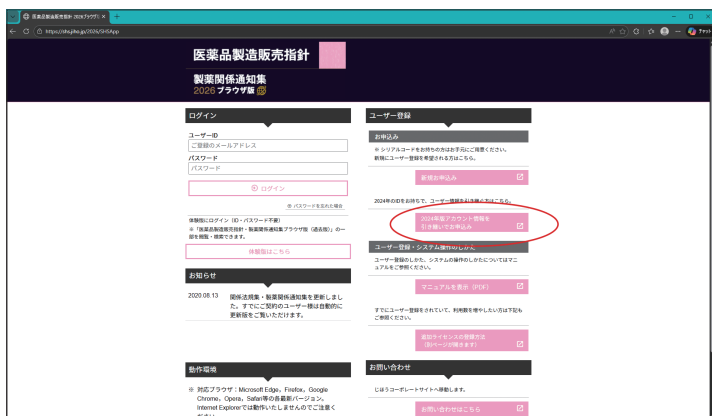 医薬品製造販売指針 2026ブラウザ版
https://shs.jiho.jp/2026/SHSApp
チャット
医薬品製造販売指針
製薬関係通知集
2026 ブラウザ版
ログイン
ユーザーID
ご登録のメールアドレス
パスワード
パスワード
ログイン
パスワードを忘れた場合
体験版にログイン（ID・パスワード不要）
※「医薬品製造販売指針・製薬関係通知集ブラウザ版（過去版）」の一
部を閲覧・検索できます。
体験版はこちら
お知らせ
2020.08.13 関係法規集・製薬関係通知集を更新しまし
た。すでにご契約のユーザー様は自動的に
更新版をご覧いただけます。
動作環境
※ 対応ブラウザ：Microsoft Edge、Firefox、Google
Chrome、Opera、Safari等の各最新バージョン。
Internet Explorerでは動作いたしませんのでご注意く
ださい。
ユーザー登録
お申込み
※ シリアルコードをお持ちの方はお手元にご用意ください。
新規にユーザー登録を希望される方はこちら。
新規お申込み
2024年のIDをお持ちで、ユーザー情報を引き継ぐ方はこちら。
2024年版アカウント情報を
引き継いでお申込み
ユーザー登録・システム操作のしかた
ユーザー登録のしかた、システムの操作のしかたについてはマニ
ュアルをご参照ください。
マニュアルを表示（PDF）
すでにユーザー登録をされていて、利用数を増やしたい方は下記も
ご参照ください。
追加ライセンスの登録方法
（別ページが開きます）
お問い合わせ
じほうコーポレートサイトへ移動します。
お問い合わせはこちら